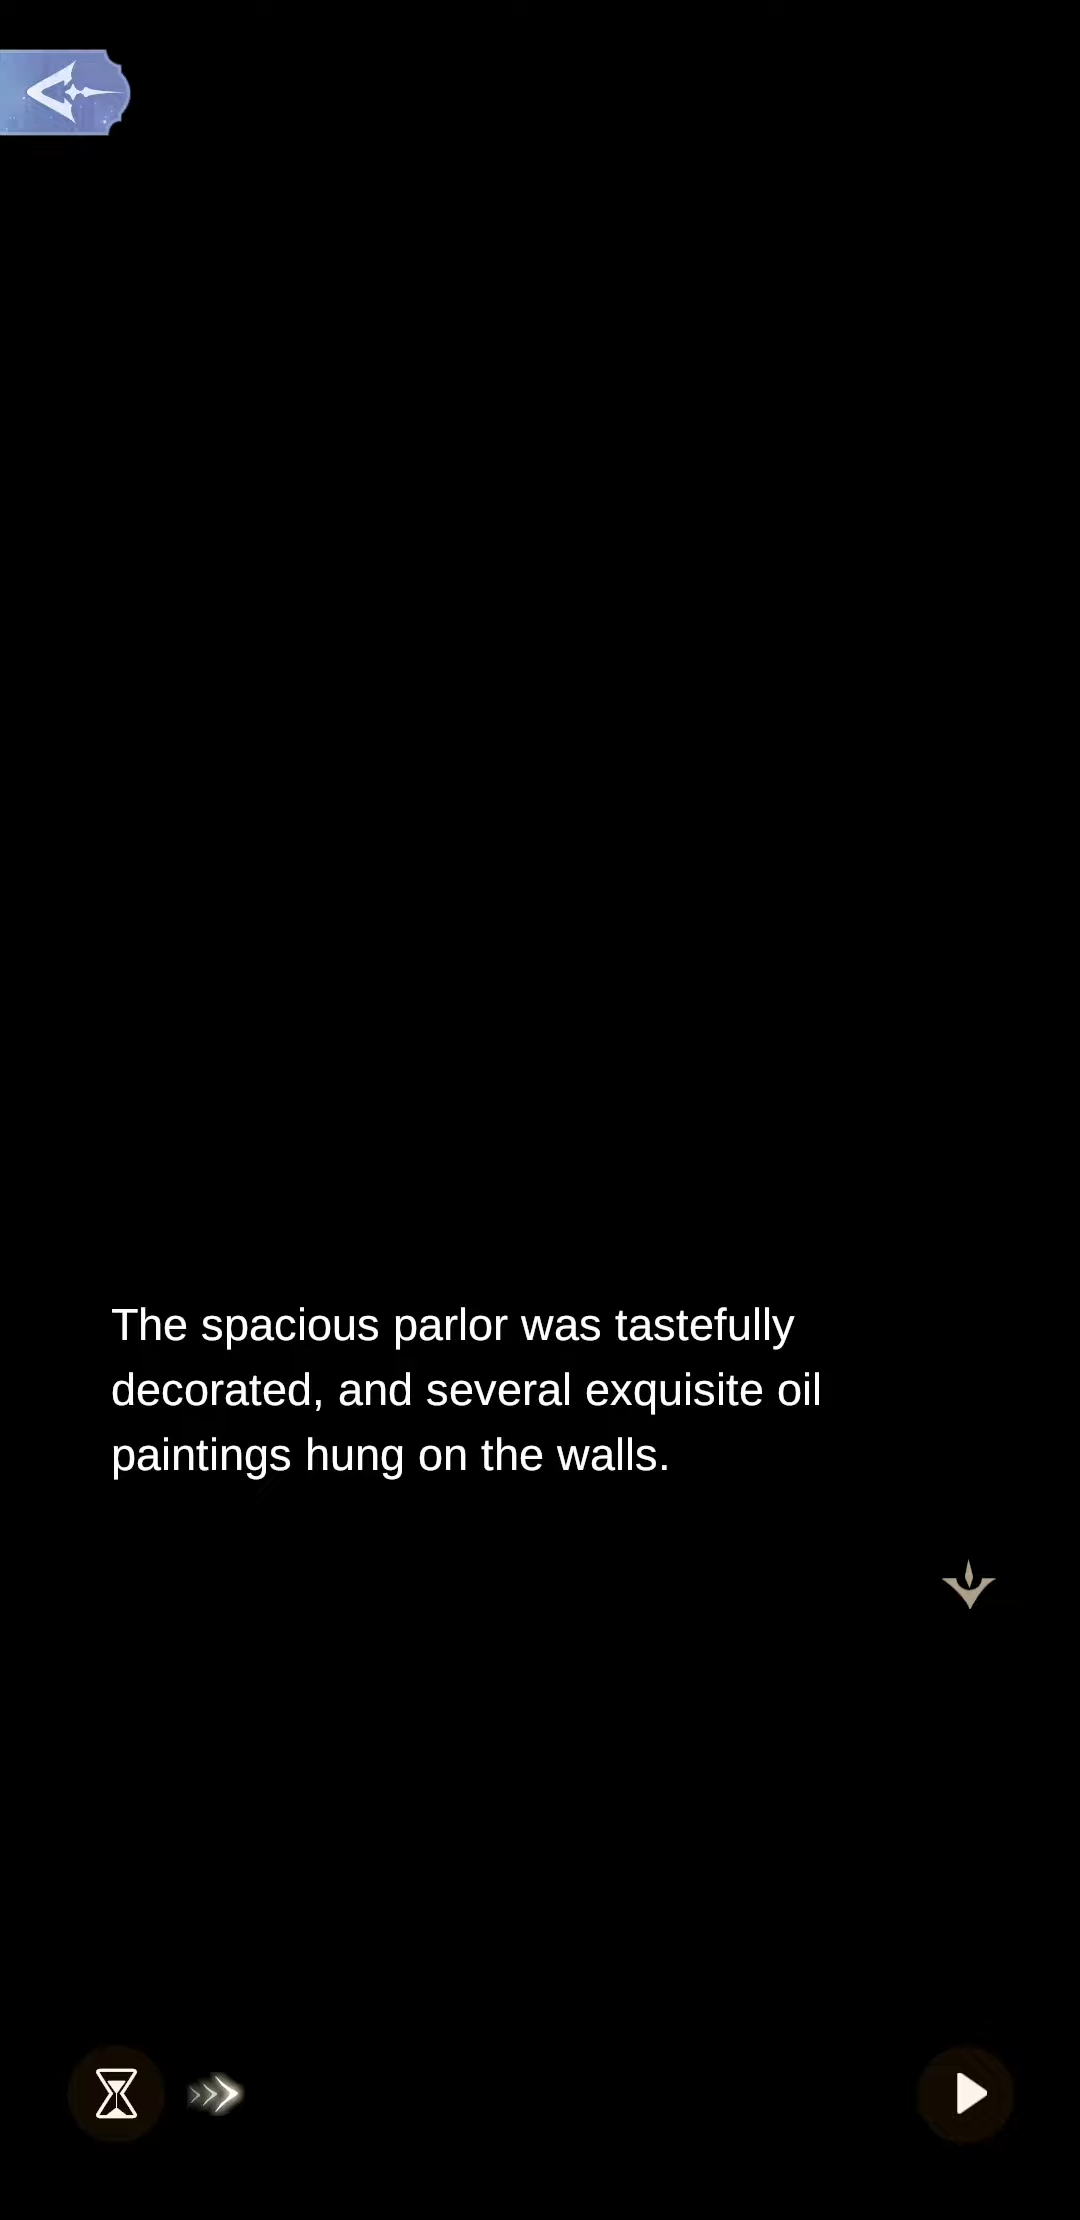 The spacious parlor was tastefully
decorated, and several exquisite oil
paintings hung on the walls.